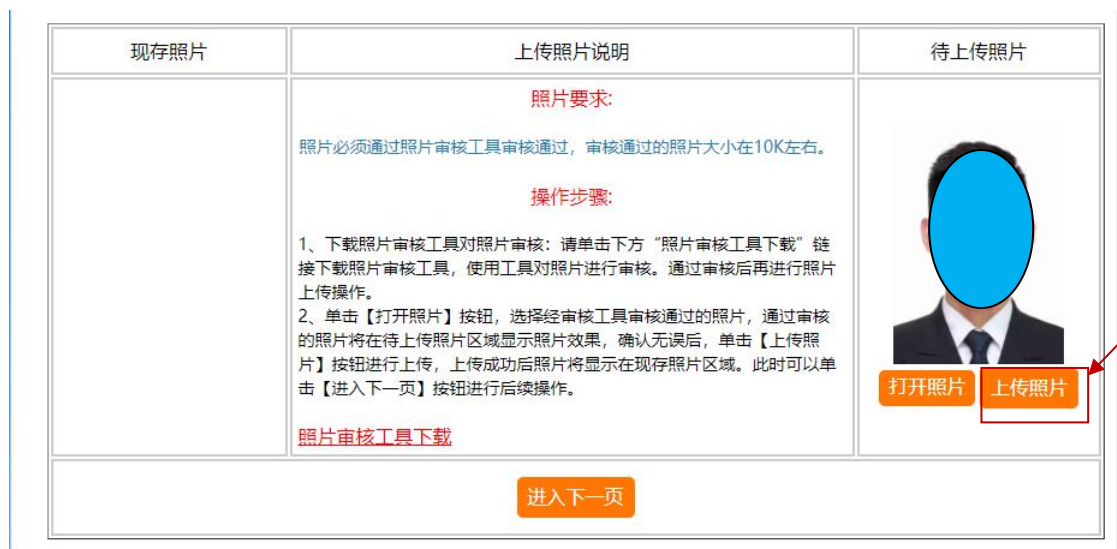 现存照片
上传照片说明
待上传照片
照片要求:
照片必须通过照片审核工具审核通过，审核通过的照片大小在10K左右。
操作步骤:
1、下载照片审核工具对照片审核：请单击下方“照片审核工具下载”链
接下载照片审核工具，使用工具对照片进行审核。通过审核后再进行照片
上传操作。
2、单击【打开照片】按钮，选择经审核工具审核通过的照片，通过审核
的照片将在待上传照片区域显示照片效果，确认无误后，单击【上传照
片】按钮进行上传，上传成功后照片将显示在现存照片区域。此时可以单
击【进入下一页】按钮进行后续操作。
照片审核工具下载
打开照片
上传照片
进入下一页